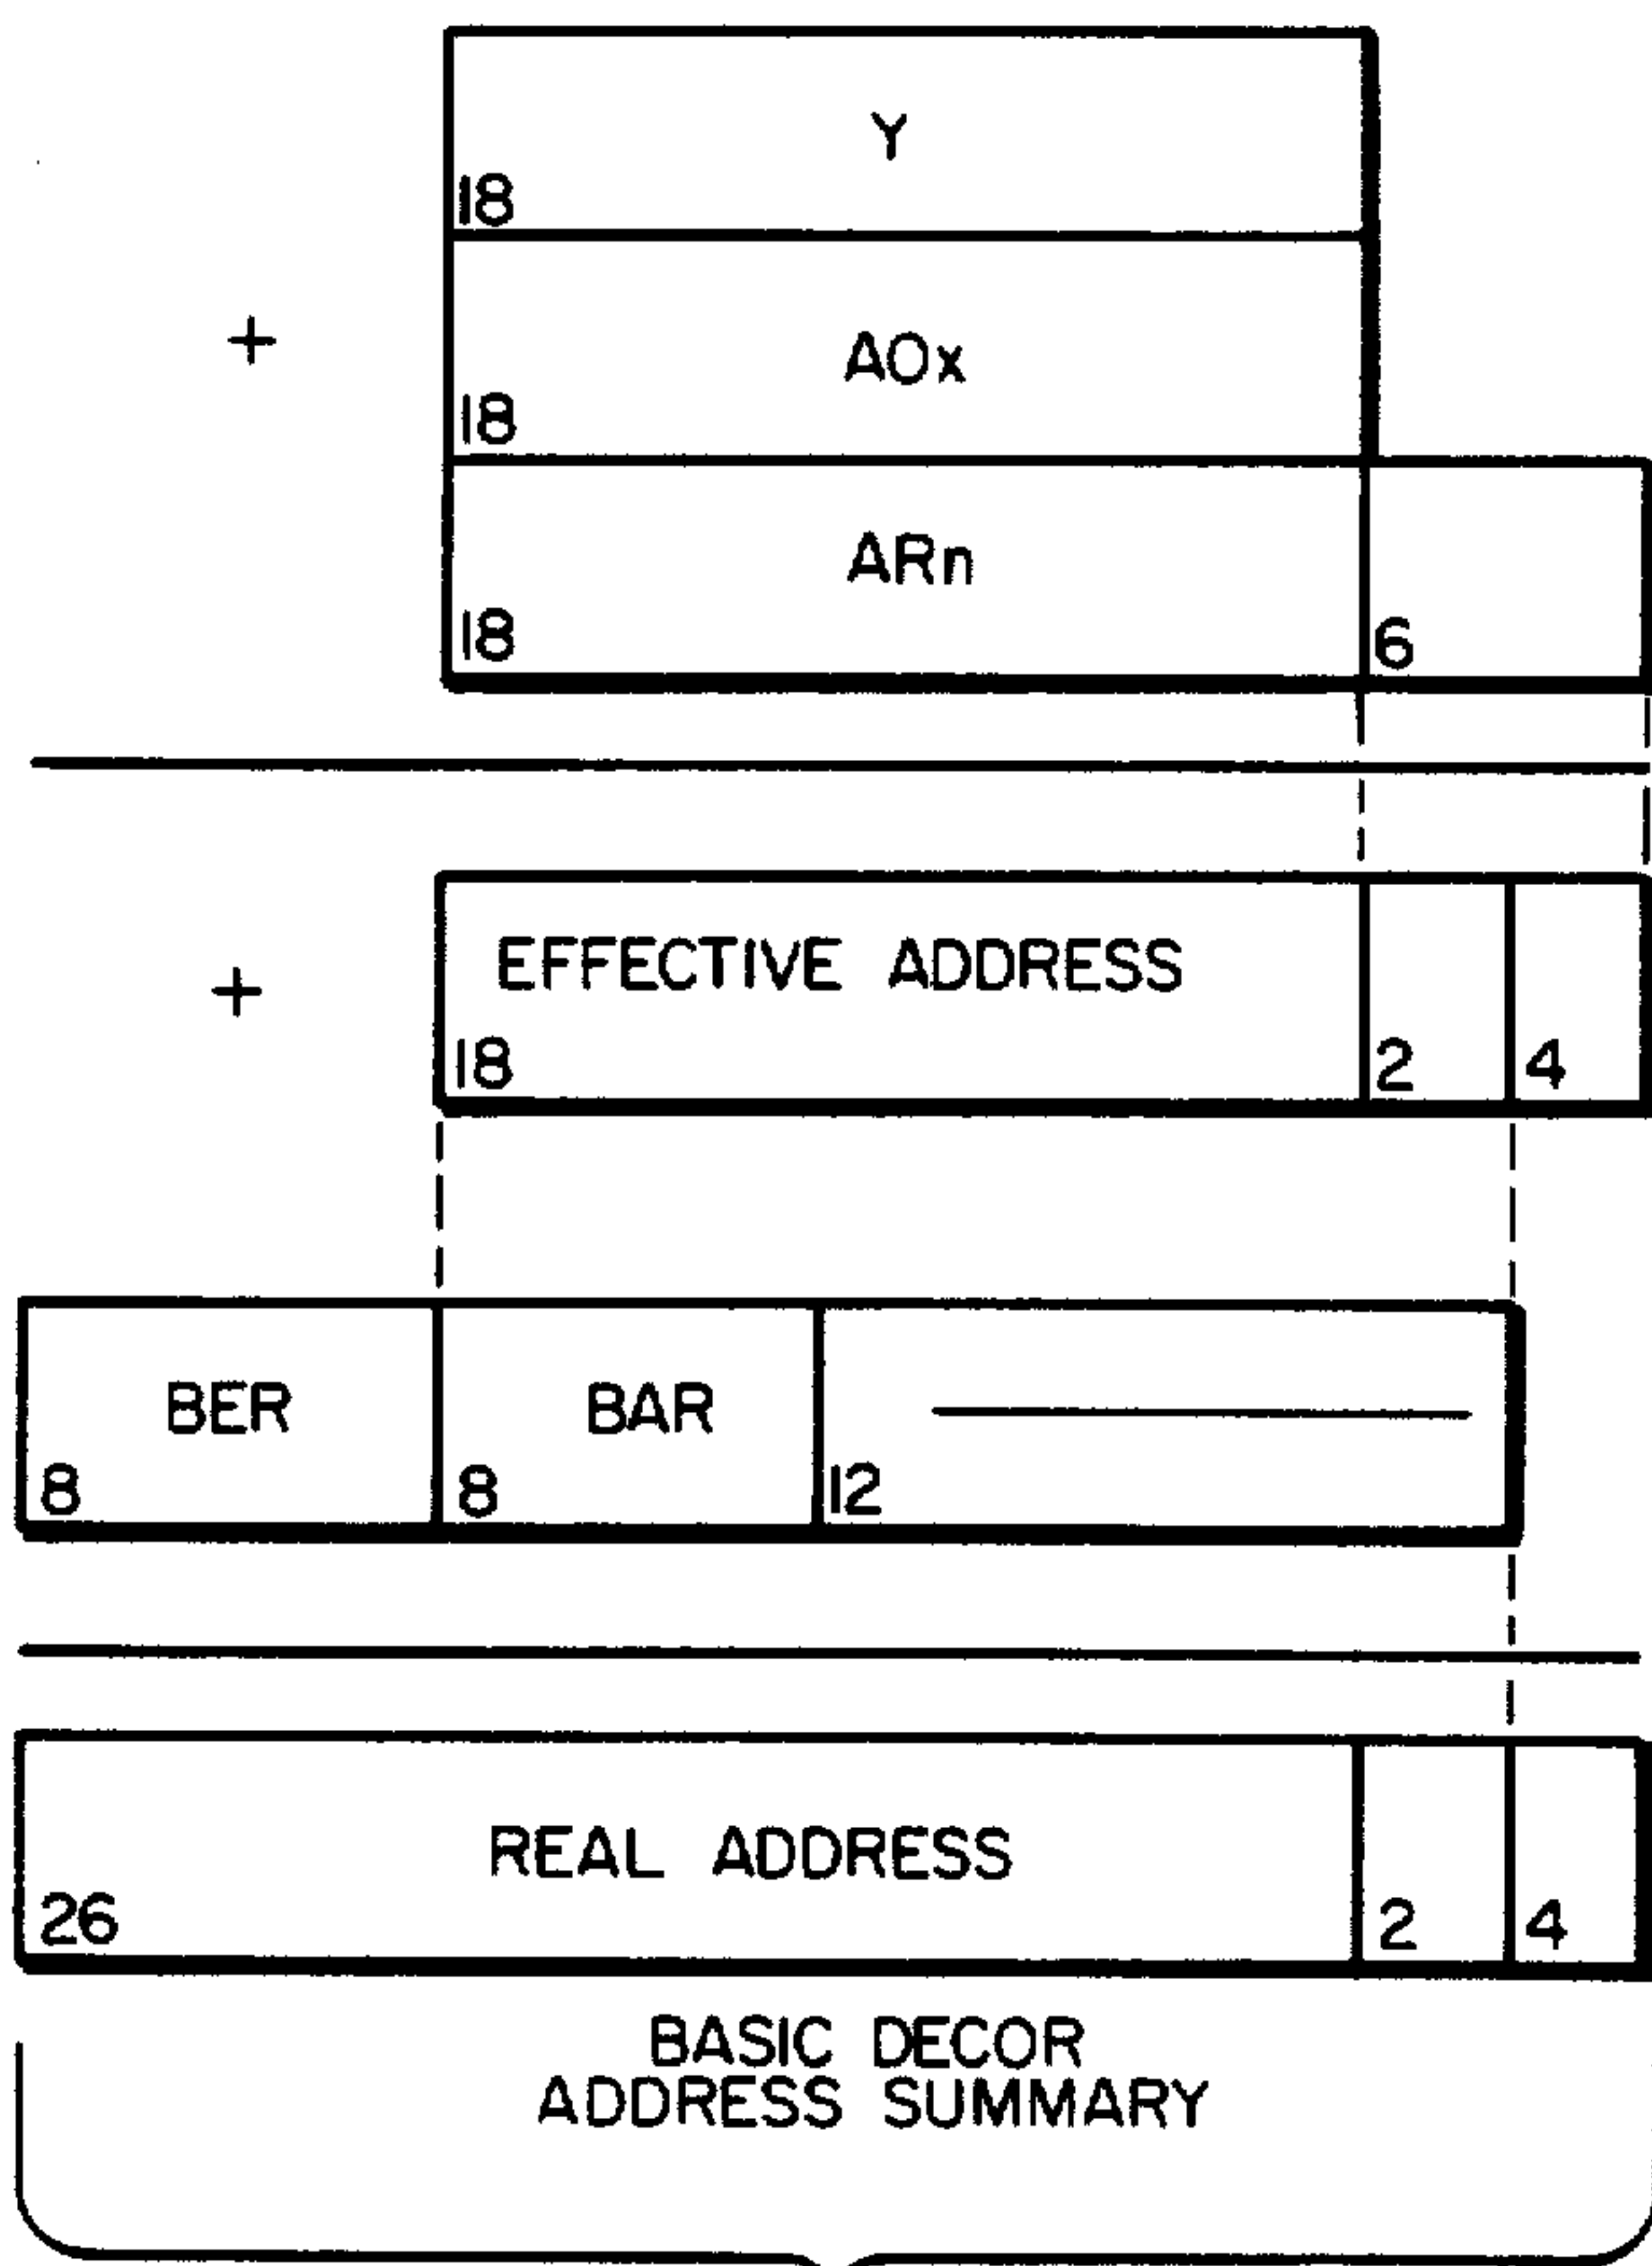 Y
18
+
AOx
18
ARn
18 6
EFFECTIVE ADDRESS
+
18 2 4
BER BAR
8 8 12
REAL ADDRESS
26 2 4
BASIC DECOR
ADDRESS SUMMARY